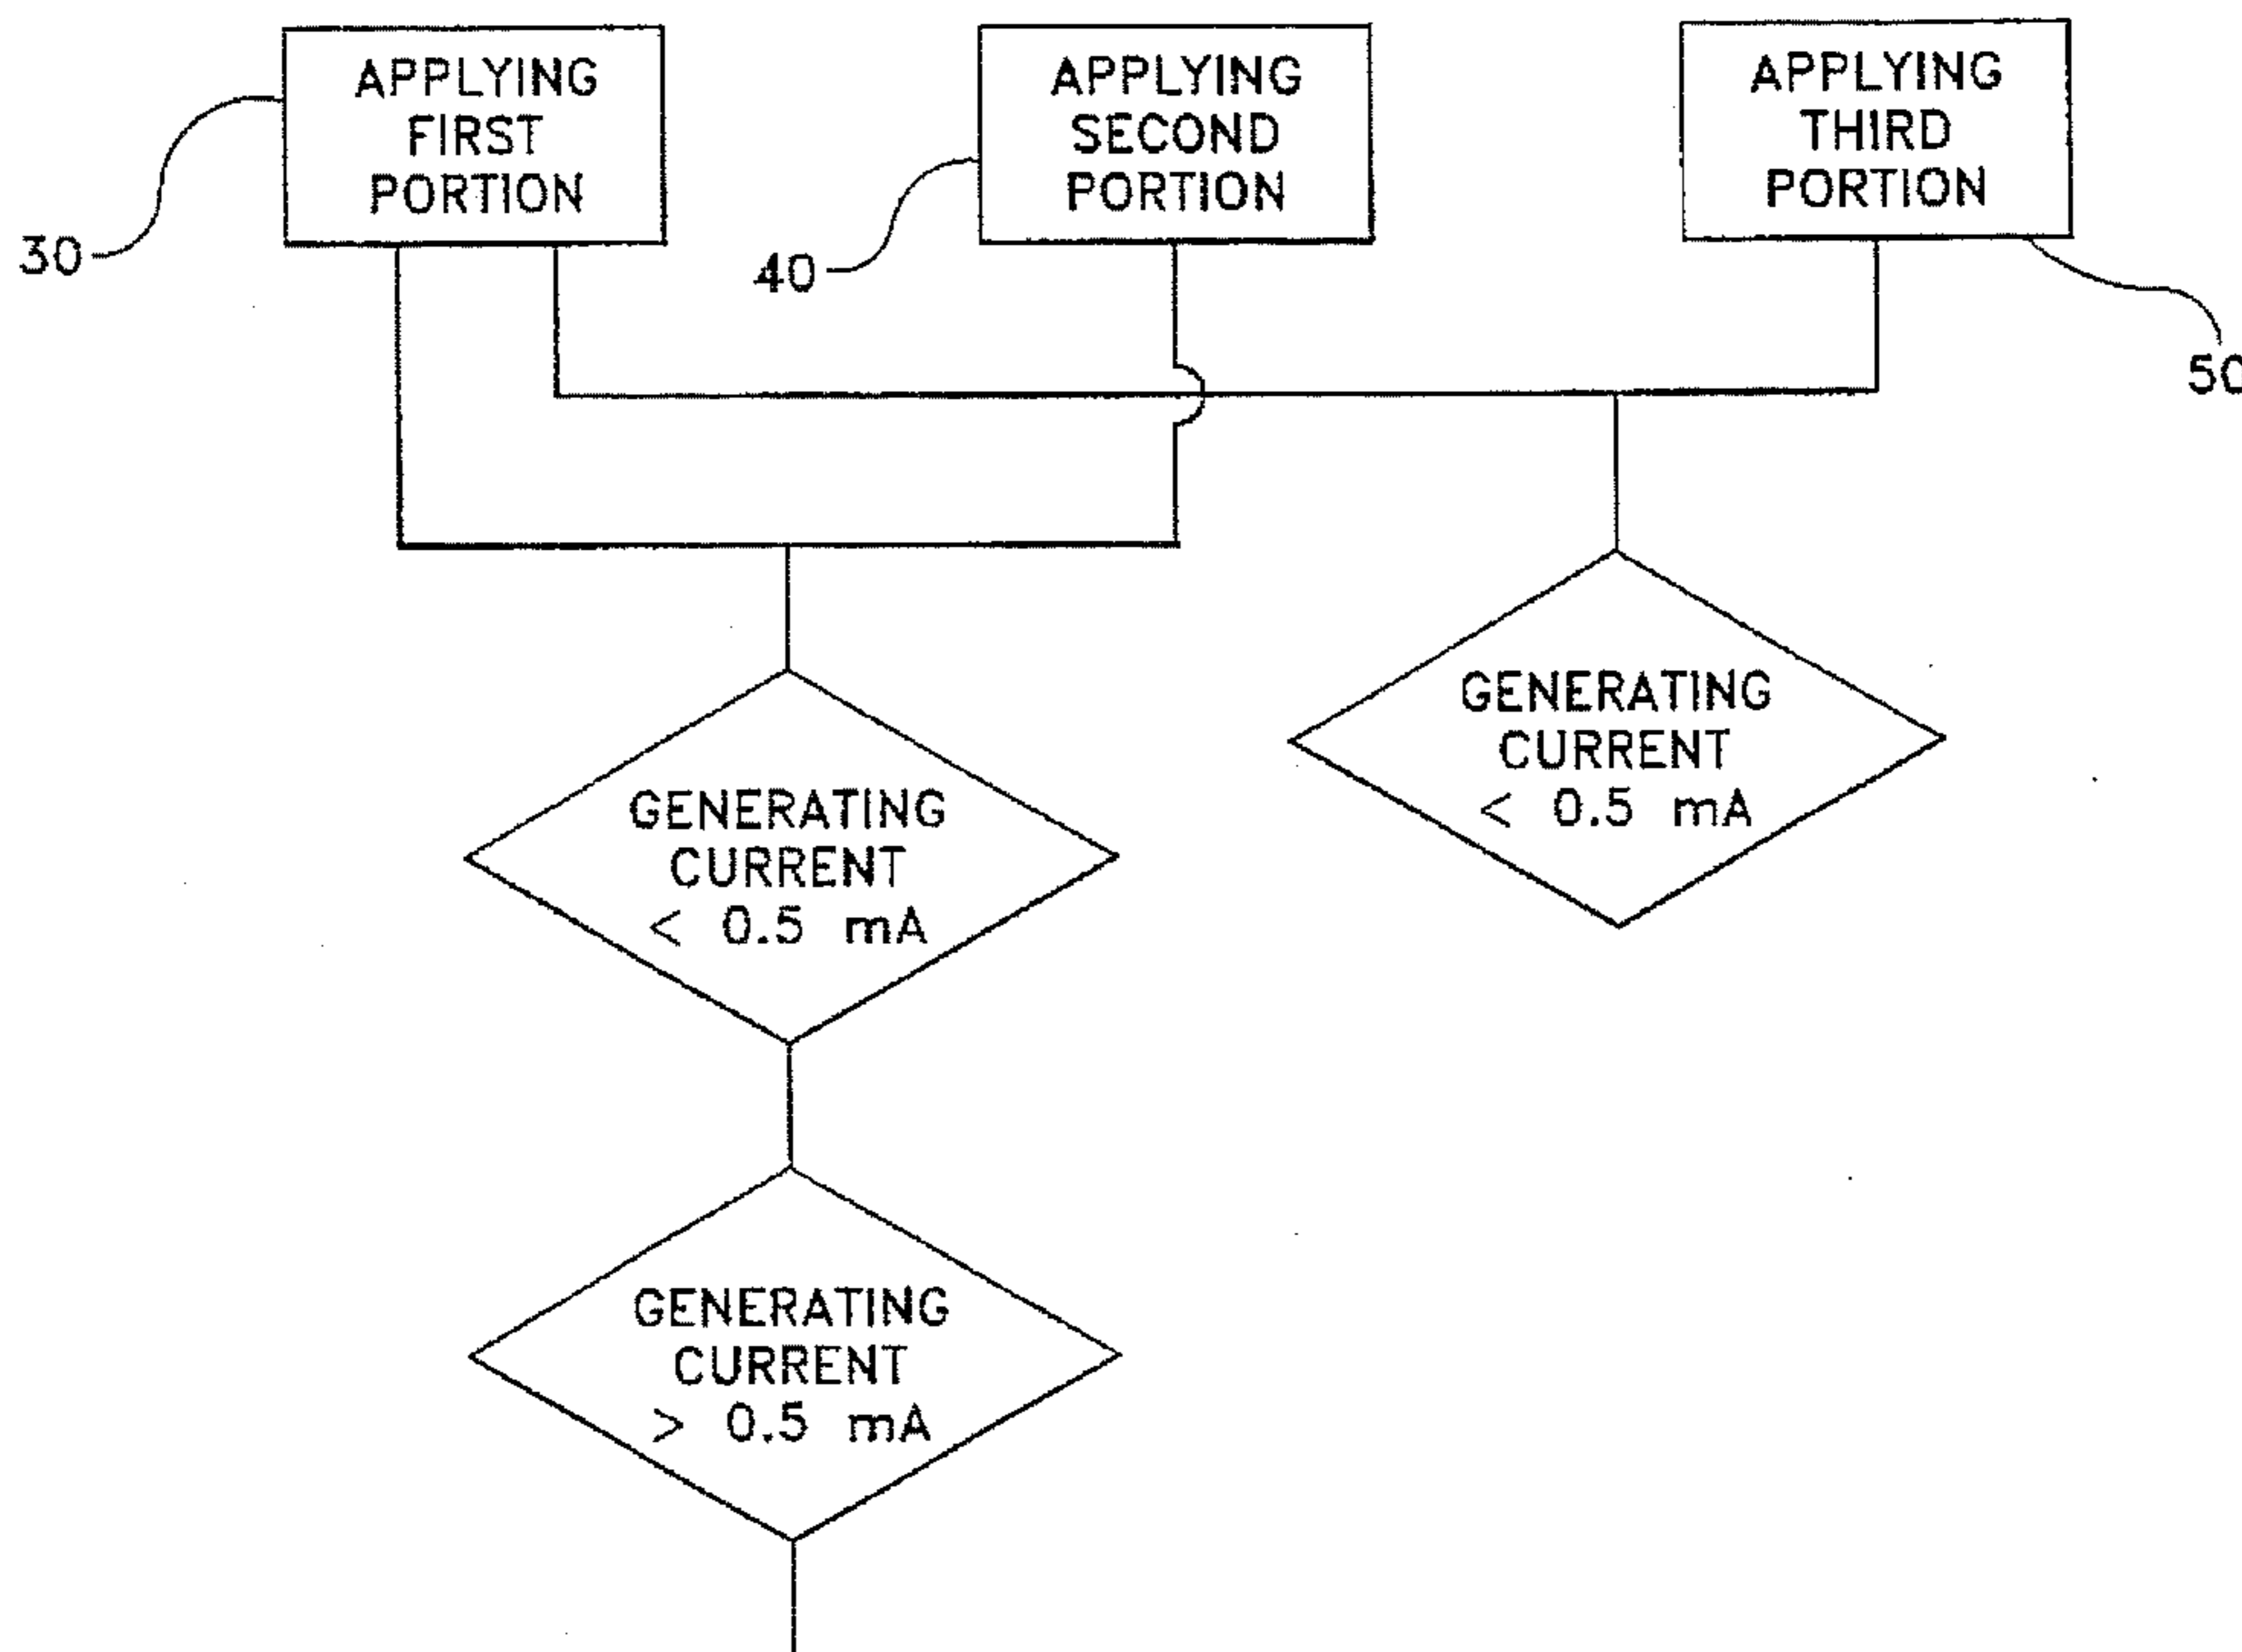 APPLYING
FIRST
PORTION
APPLYING
SECOND
PORTION
APPLYING
THIRD
PORTION
30
40
50
GENERATING
CURRENT
< 0.5 mA
GENERATING
CURRENT
< 0.5 mA
GENERATING
CURRENT
> 0.5 mA